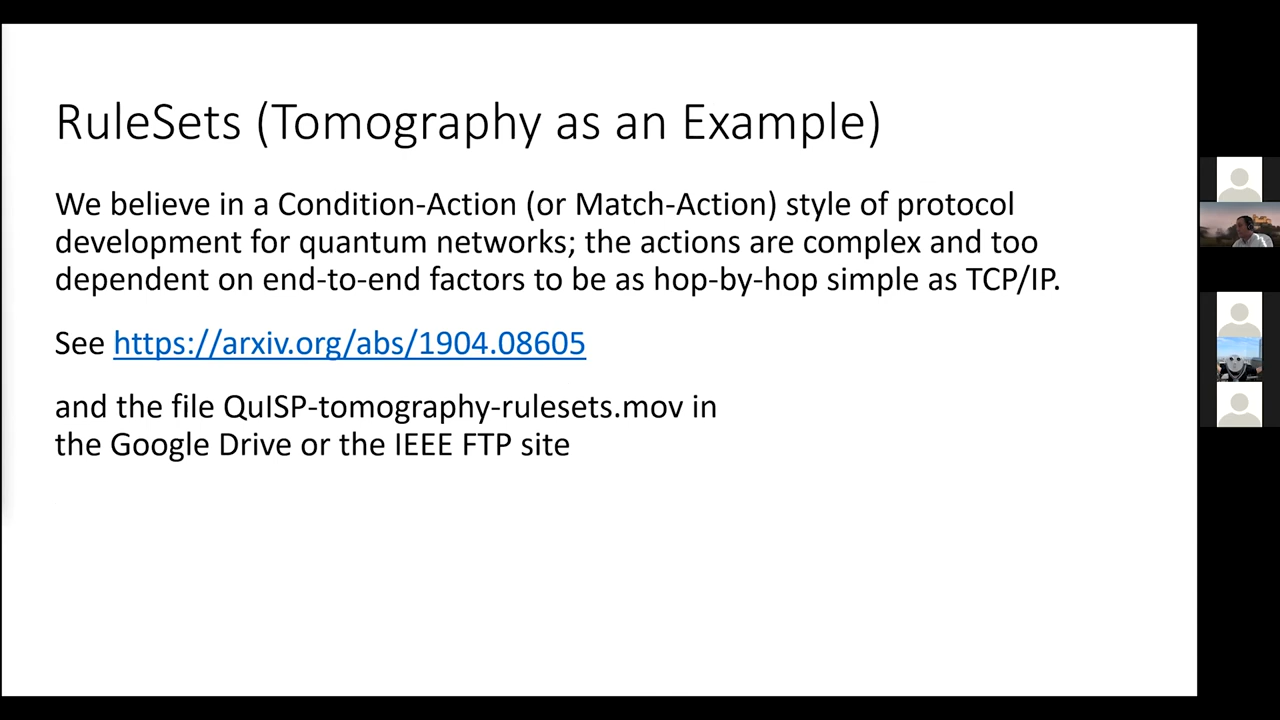 RuleSets (Tomography as an Example)
We believe in a Condition-Action (or Match-Action) style of protocol
development for quantum networks; the actions are complex and too
dependent on end-to-end factors to be as hop-by-hop simple as TCP/IP.
See https://arxiv.org/abs/1904.08605
and the file QuISP-tomography-rulesets.mov in
the Google Drive or the IEEE FTP site